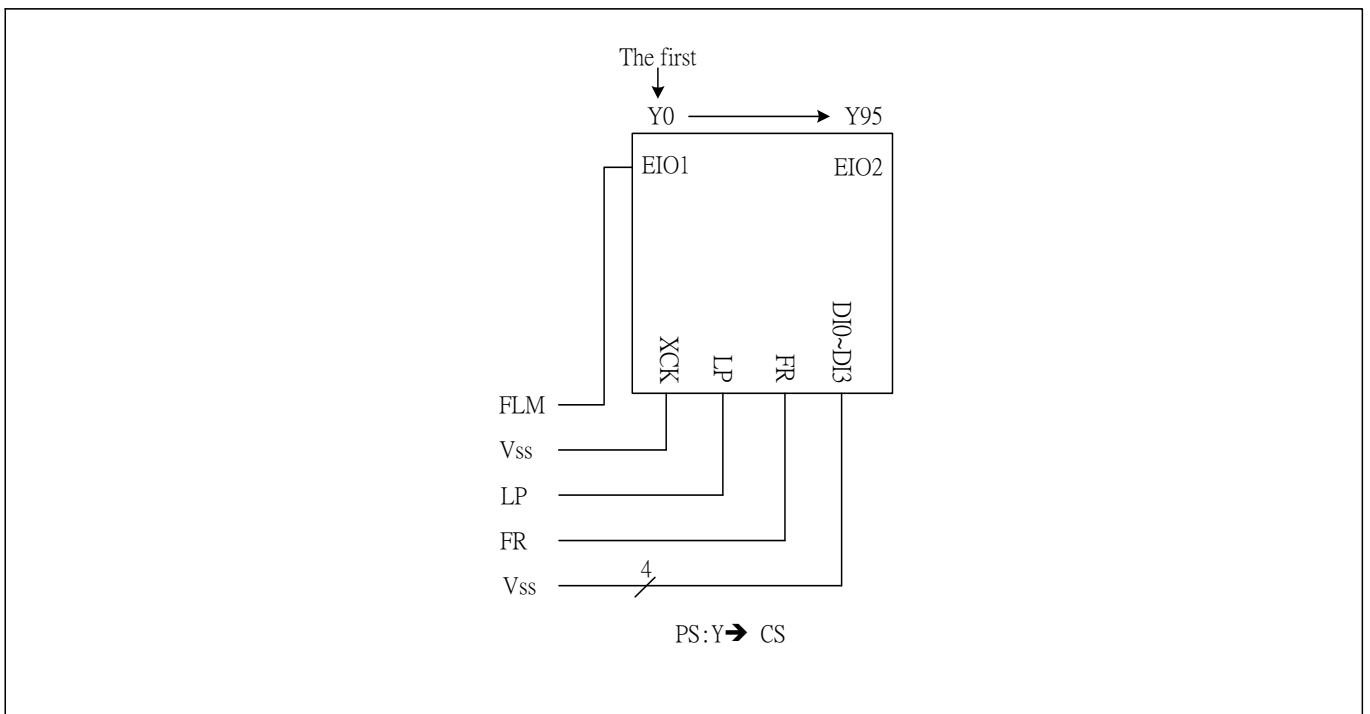 The first
Y0 Y95
EIO1 EIO2
XCK LP FR DI0~DI3
FLM
Vss
LP
FR
4
Vss
PS:Y➔ CS